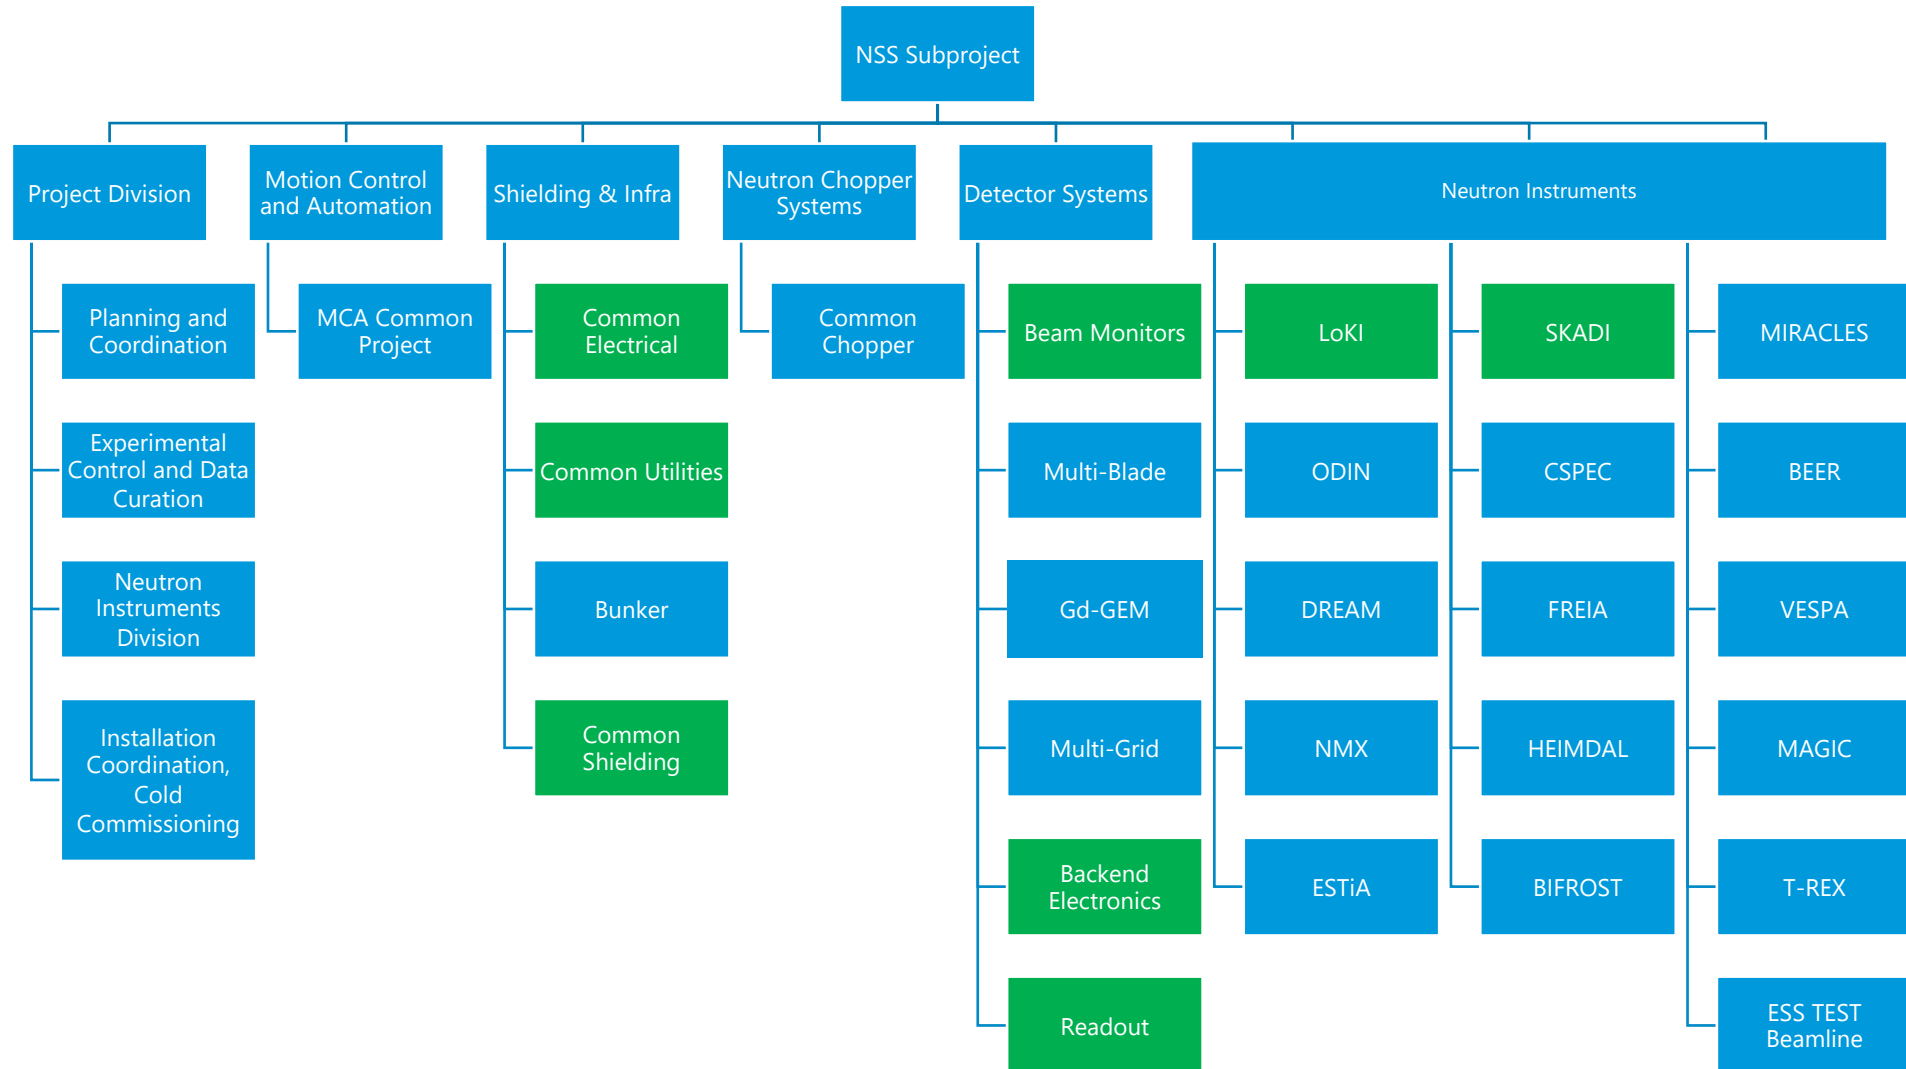 NSS Subproject
Project Division
Motion Control
and Automation
Shielding & Infra
Neutron Chopper
Systems
Detector Systems
Neutron Instruments
Planning and
Coordination
Experimental
Control and Data
Curation
Neutron
Instruments
Division
Installation
Coordination,
Cold
Commissioning
MCA Common
Project
Common
Electrical
Common Utilities
Bunker
Common
Shielding
Common
Chopper
Beam Monitors
Multi-Blade
Gd-GEM
Multi-Grid
Backend
Electronics
Readout
LoKI
ODIN
DREAM
NMX
ESTiA
SKADI
CSPEC
FREIA
HEIMDAL
BIFROST
MIRACLES
BEER
VESPA
MAGIC
T-REX
ESS TEST
Beamline